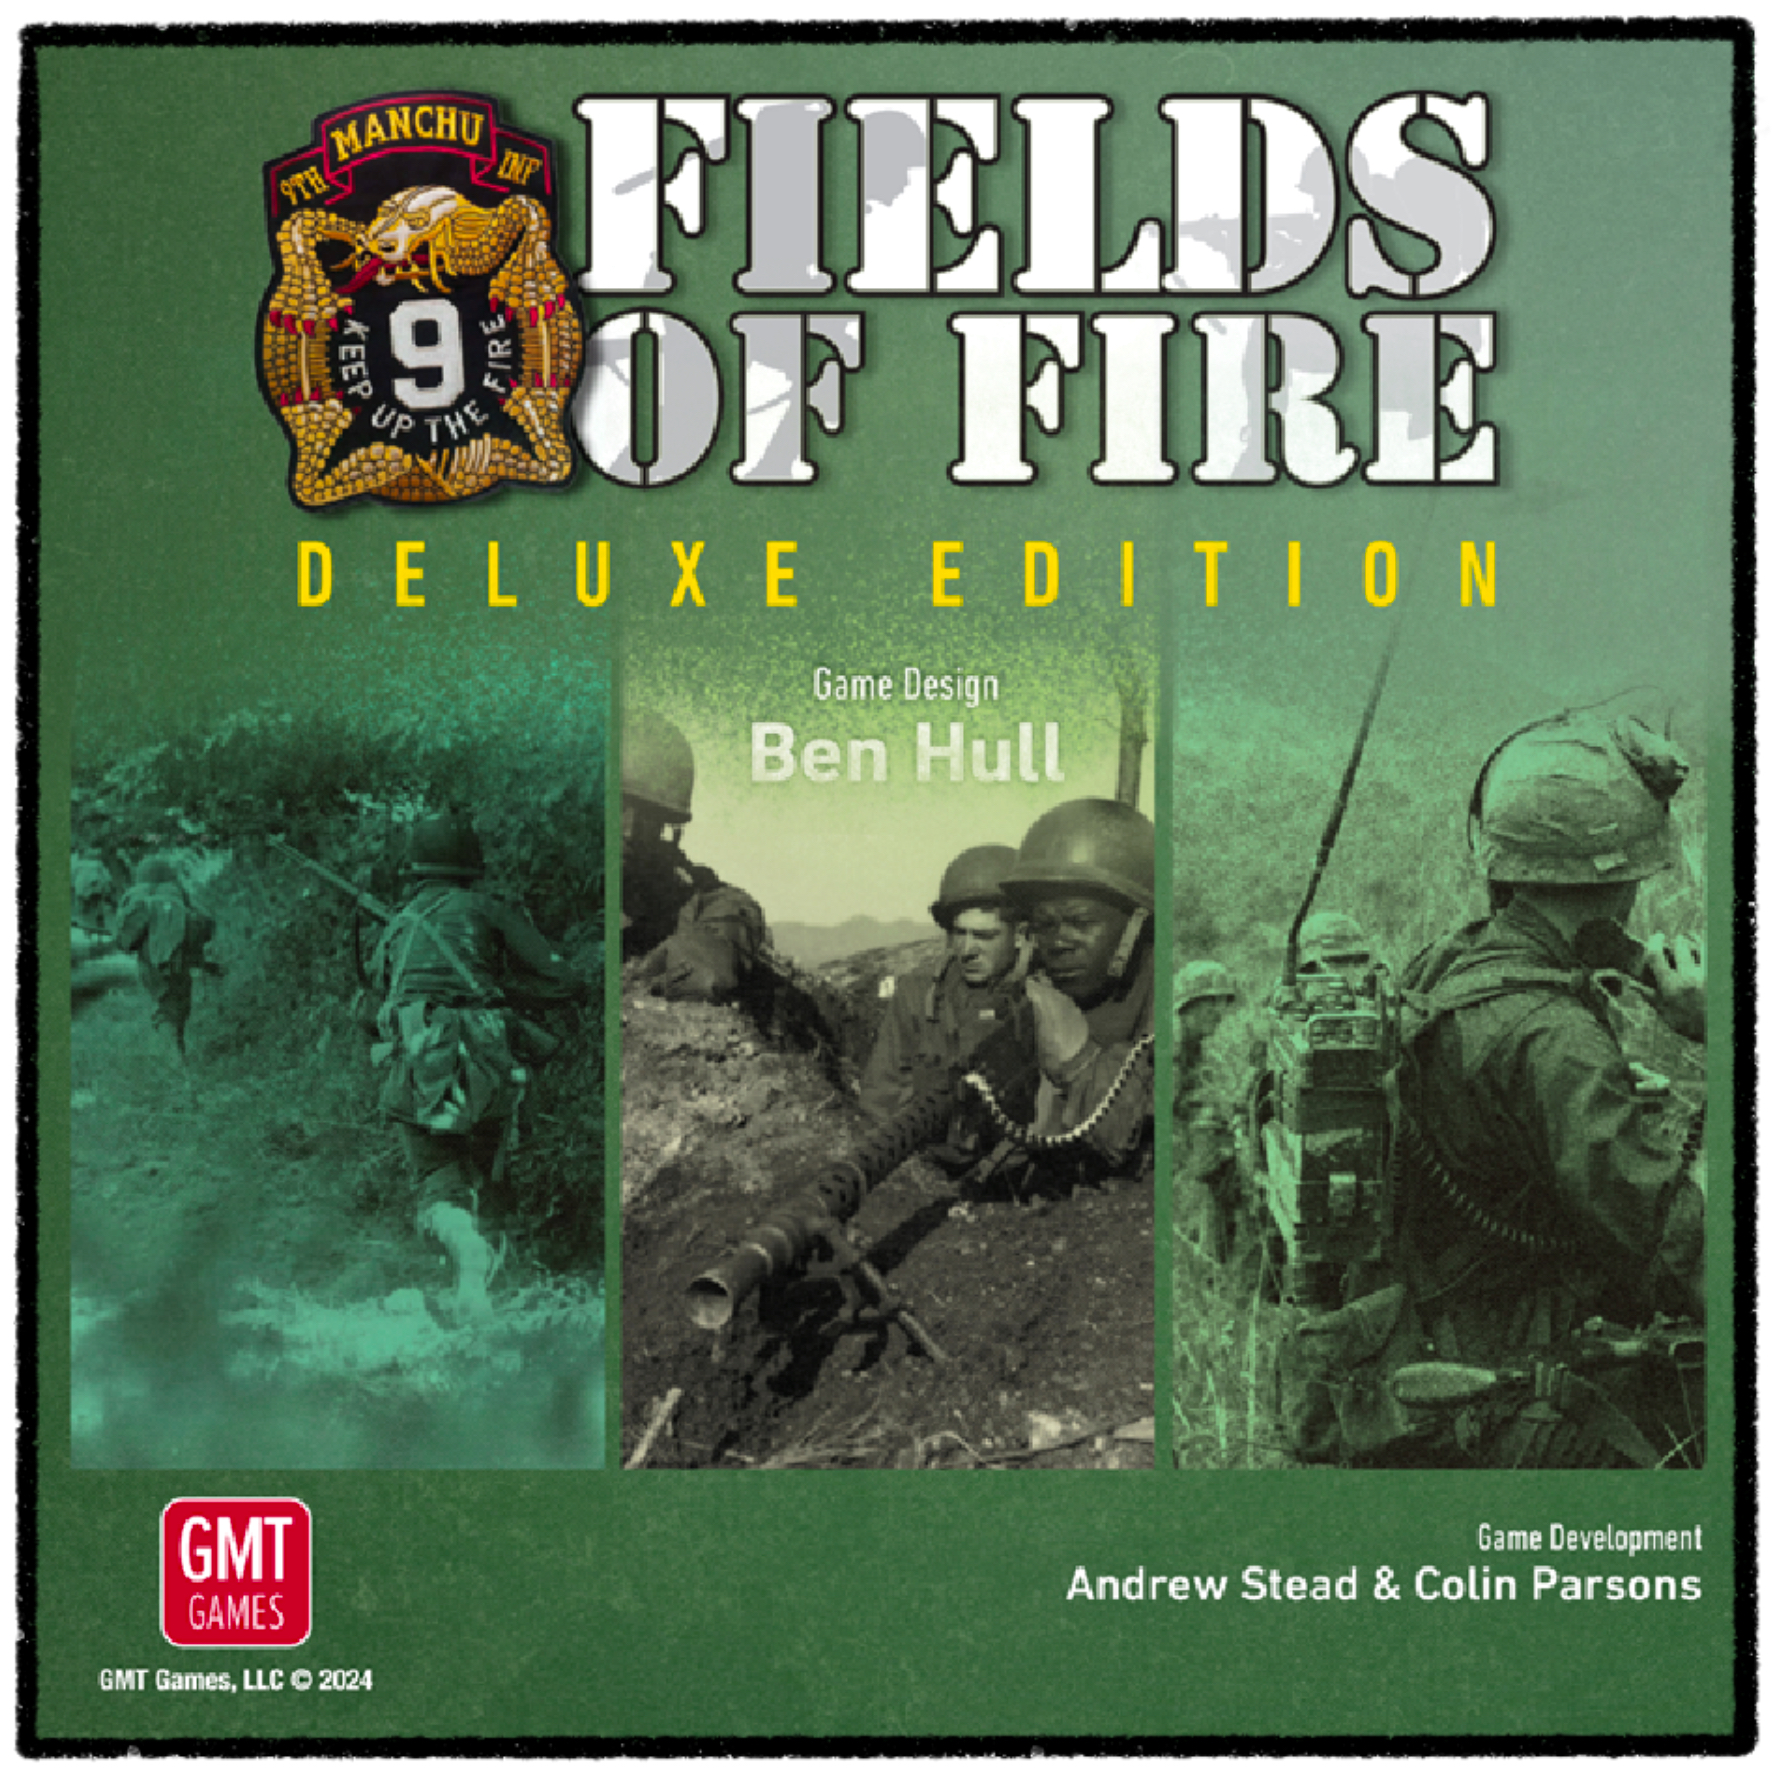 MANCHU
9TH INF
9
KEEP UP THE FIRE
FIELDS
OF FIRE
DELUXE EDITION
Game Design
Ben Hull
GMT
GAMES
GMT Games, LLC © 2024
Game Development
Andrew Stead & Colin Parsons